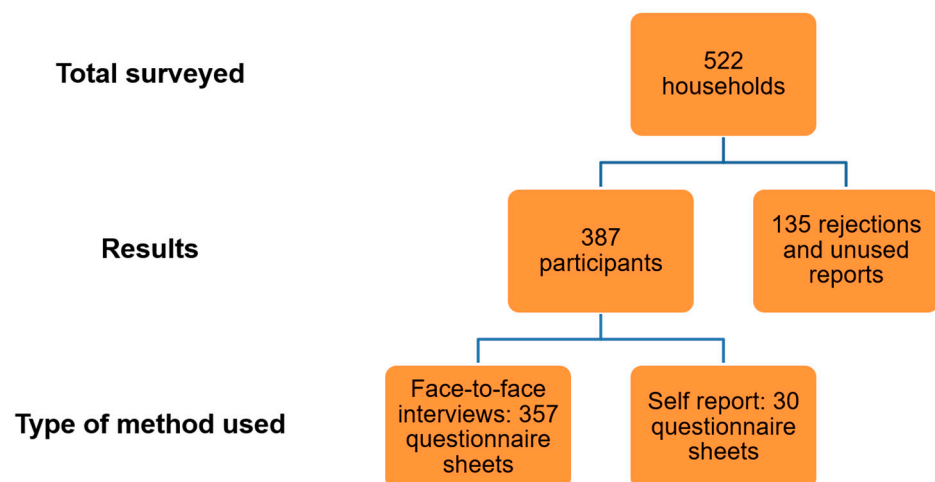 Total surveyed
522
households
Results
387
participants
135 rejections
and unused
reports
Type of method used
Face-to-face
interviews: 357
questionnaire
sheets
Self report: 30
questionnaire
sheets